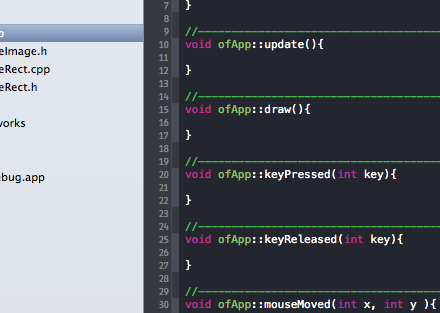 eImage.h
eRect.cpp
eRect.h
works
bug.app
7 }
8
9 //--------------------------------------
10 void ofApp::update(){
11
12 }
13
14 //--------------------------------------
15 void ofApp::draw(){
16
17 }
18
19 //--------------------------------------
20 void ofApp::keyPressed(int key){
21
22 }
23
24 //--------------------------------------
25 void ofApp::keyReleased(int key){
26
27 }
28
29 //--------------------------------------
30 void ofApp::mouseMoved(int x, int y ){